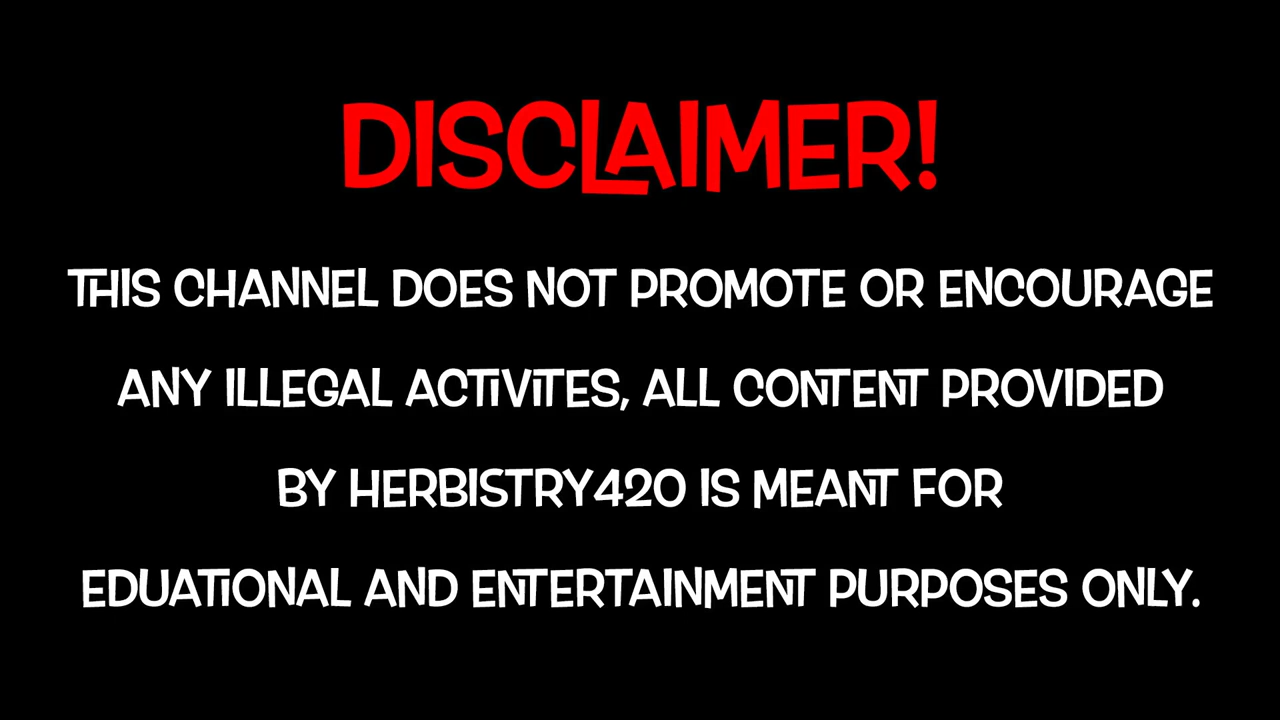 DISCLAIMER!
THIS CHANNEL DOES NOT PROMOTE OR ENCOURAGE
ANY ILLEGAL ACTIVITES, ALL CONTENT PROVIDED
BY HERBISTRY420 IS MEANT FOR
EDUATIONAL AND ENTERTAINMENT PURPOSES ONLY.